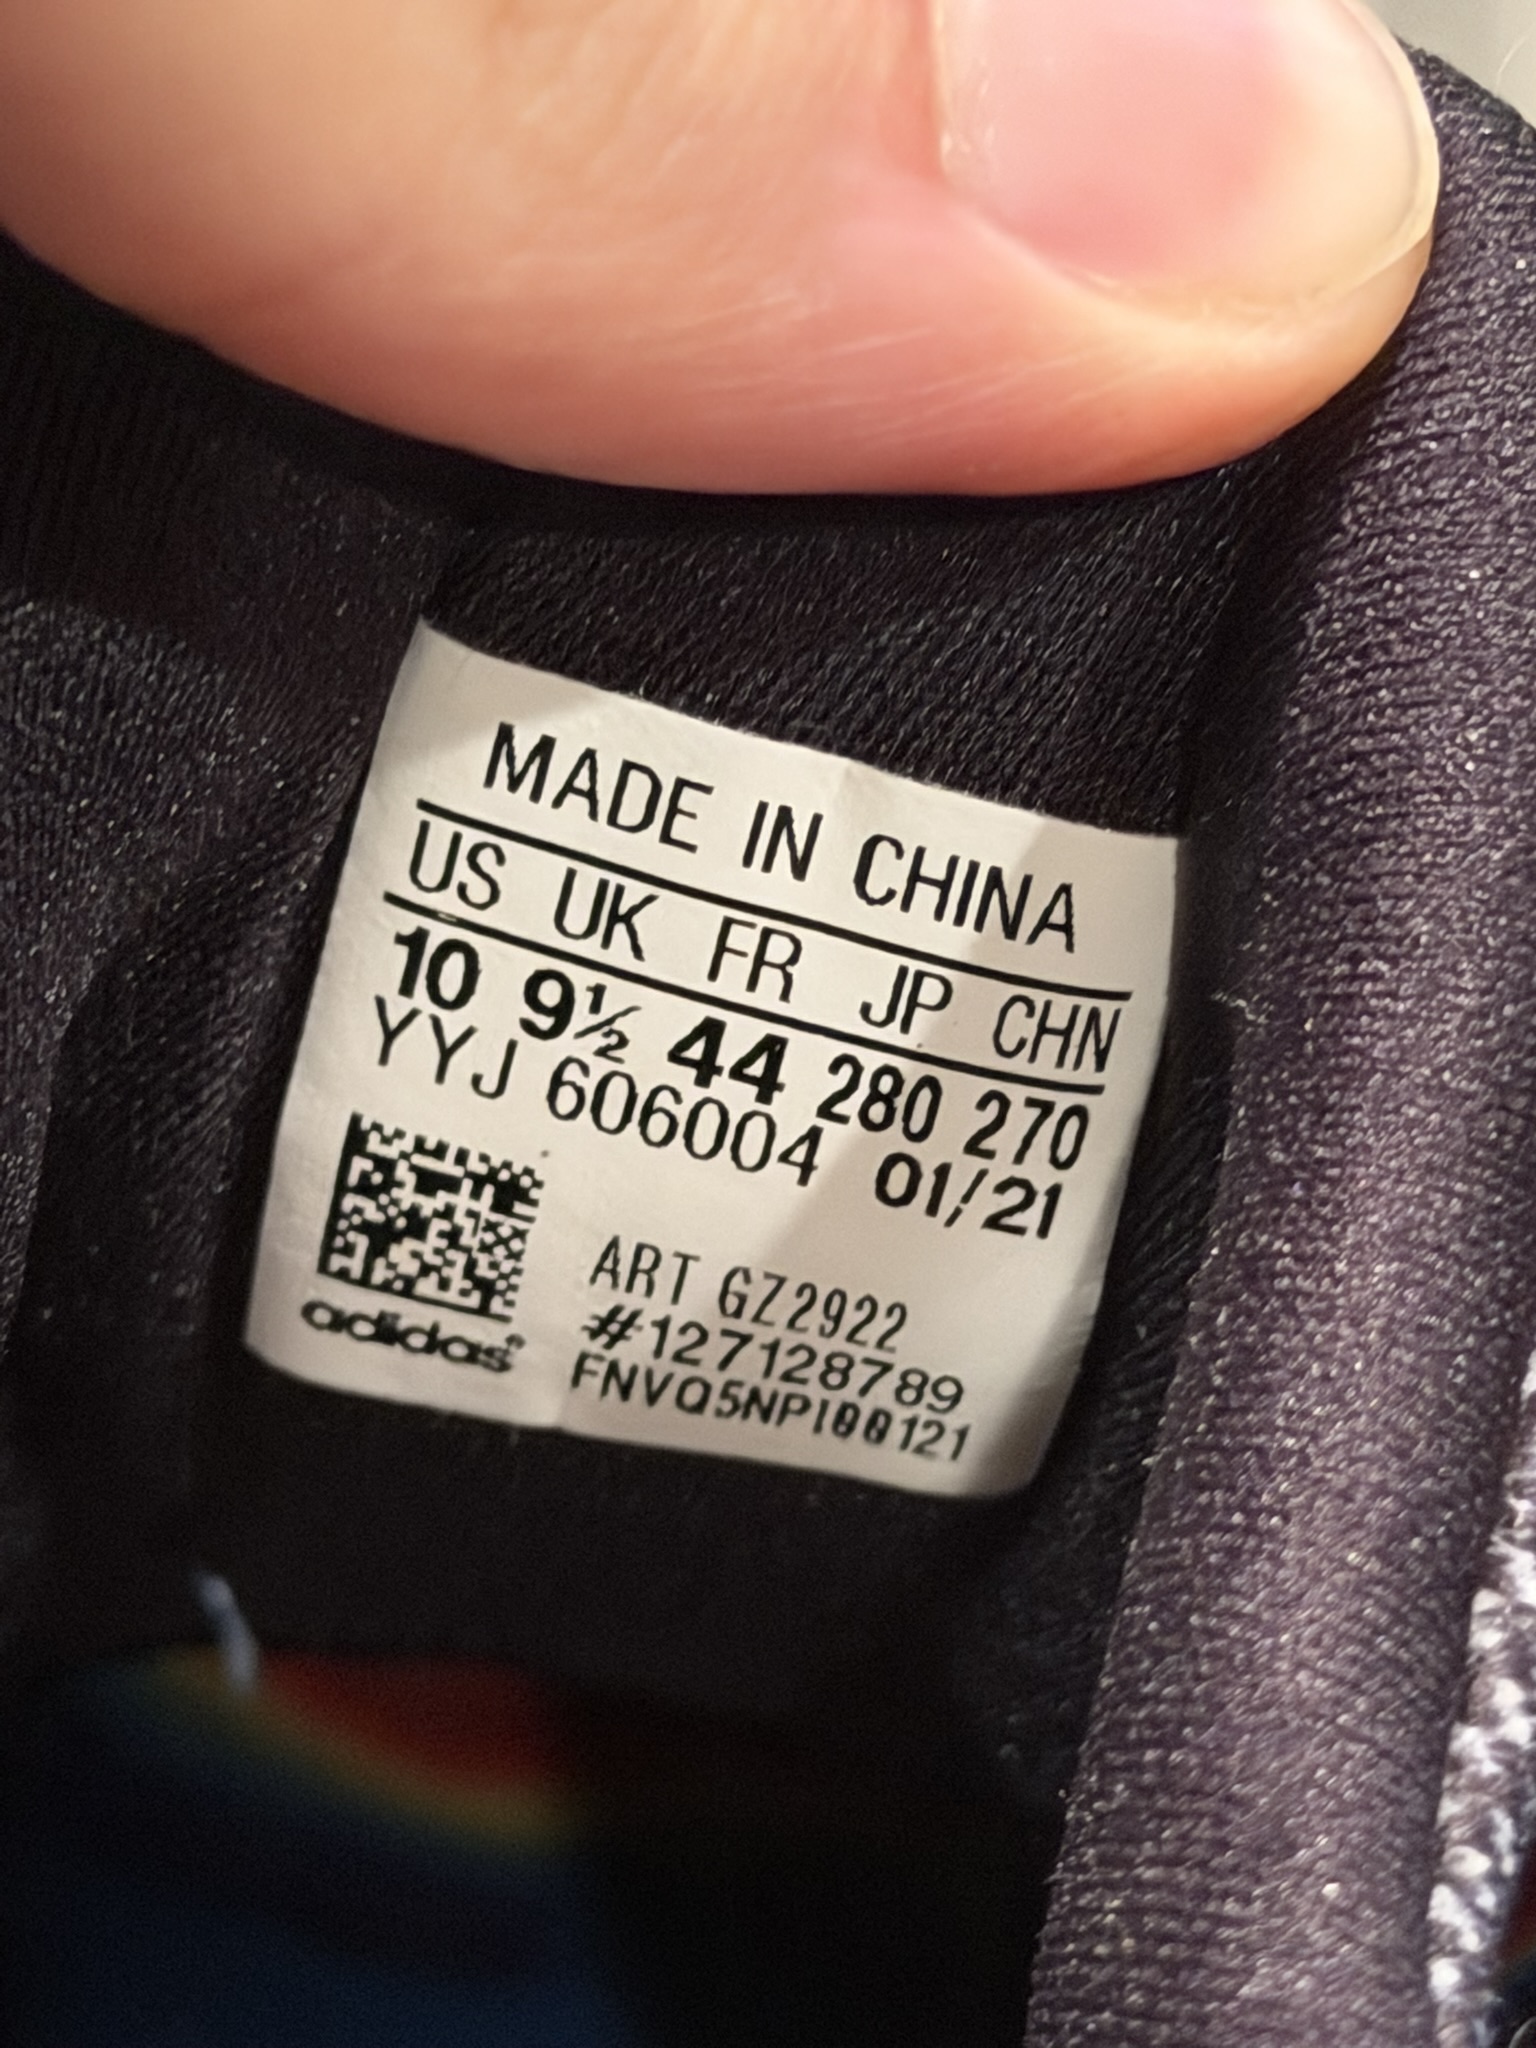 MADE IN CHINA
US UK FR JP CHN
10 9½ 44 280 270
YYJ 606004 01/21
ART GZ2922
#127128789
FNVQ5NPI00121
adidas